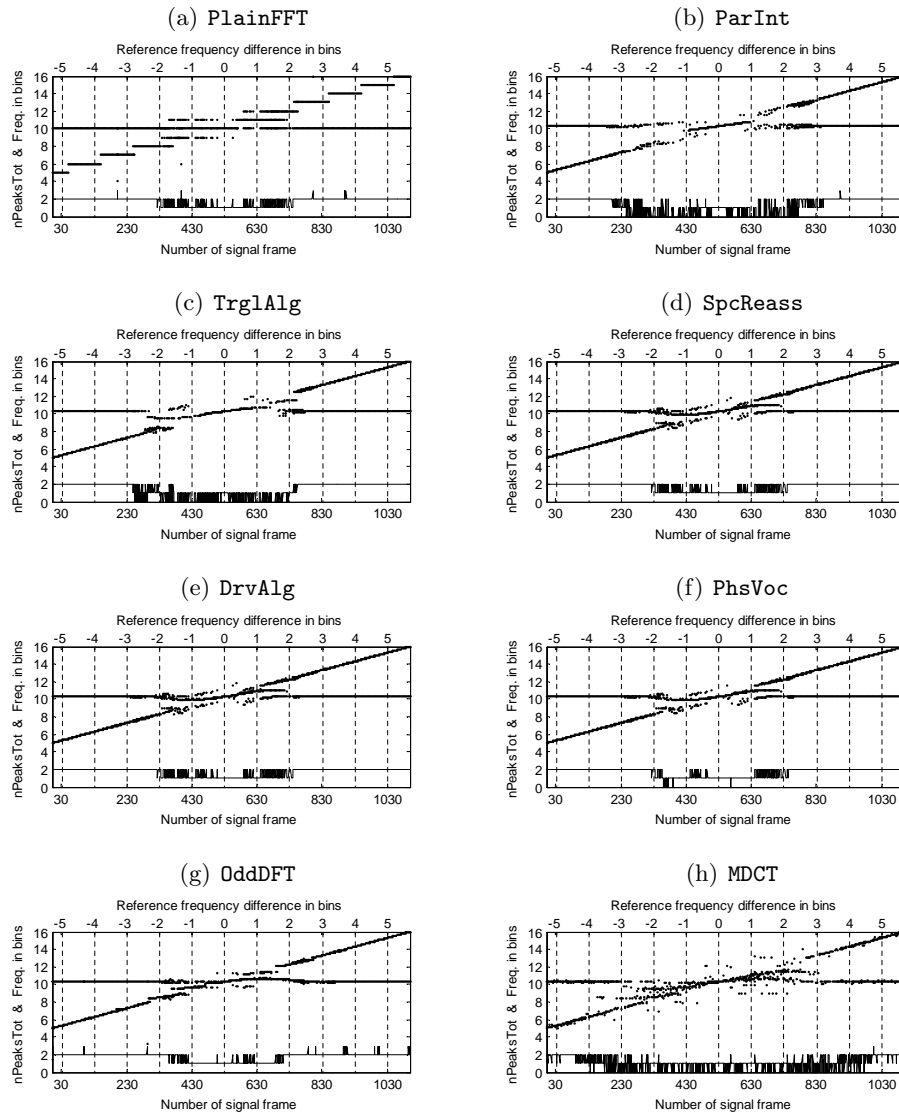 (a) PlainFFT
Reference frequency difference in bins
-5 -4 -3 -2 -1 0 1 2 3 4 5
nPeaksTot & Freq. in bins
16
14
12
10
8
6
4
2
0
30 230 430 630 830 1030
Number of signal frame
(b) ParInt
Reference frequency difference in bins
-5 -4 -3 -2 -1 0 1 2 3 4 5
nPeaksTot & Freq. in bins
16
14
12
10
8
6
4
2
0
30 230 430 630 830 1030
Number of signal frame
(c) TrglAlg
Reference frequency difference in bins
-5 -4 -3 -2 -1 0 1 2 3 4 5
nPeaksTot & Freq. in bins
16
14
12
10
8
6
4
2
0
30 230 430 630 830 1030
Number of signal frame
(d) SpcReass
Reference frequency difference in bins
-5 -4 -3 -2 -1 0 1 2 3 4 5
nPeaksTot & Freq. in bins
16
14
12
10
8
6
4
2
0
30 230 430 630 830 1030
Number of signal frame
(e) DrvAlg
Reference frequency difference in bins
-5 -4 -3 -2 -1 0 1 2 3 4 5
nPeaksTot & Freq. in bins
16
14
12
10
8
6
4
2
0
30 230 430 630 830 1030
Number of signal frame
(f) PhsVoc
Reference frequency difference in bins
-5 -4 -3 -2 -1 0 1 2 3 4 5
nPeaksTot & Freq. in bins
16
14
12
10
8
6
4
2
0
30 230 430 630 830 1030
Number of signal frame
(g) OddDFT
Reference frequency difference in bins
-5 -4 -3 -2 -1 0 1 2 3 4 5
nPeaksTot & Freq. in bins
16
14
12
10
8
6
4
2
0
30 230 430 630 830 1030
Number of signal frame
(h) MDCT
Reference frequency difference in bins
-5 -4 -3 -2 -1 0 1 2 3 4 5
nPeaksTot & Freq. in bins
16
14
12
10
8
6
4
2
0
30 230 430 630 830 1030
Number of signal frame